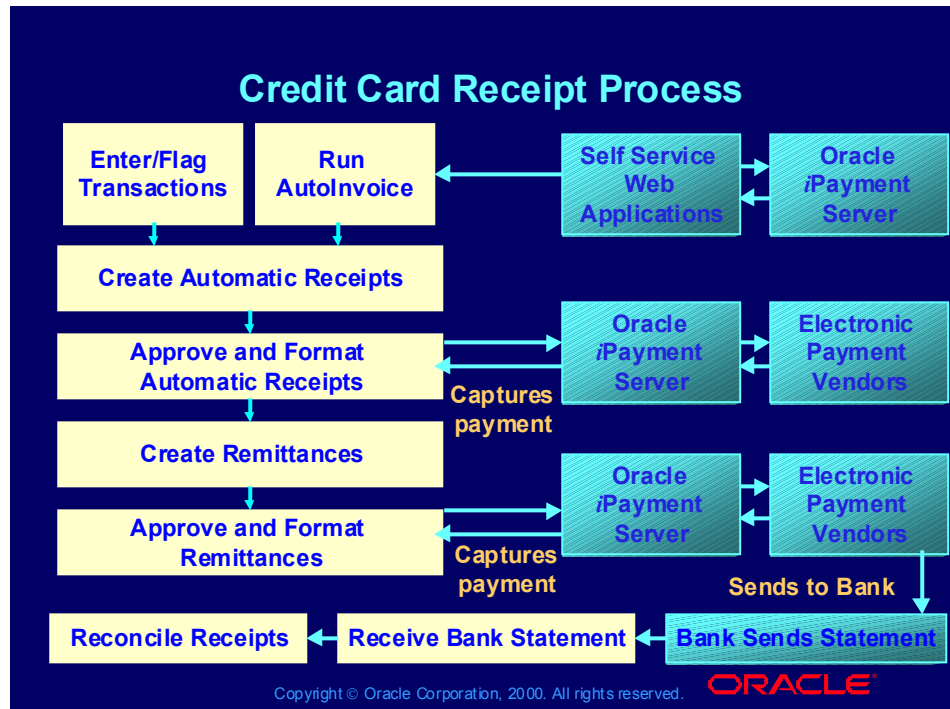 Credit Card Receipt Process
Enter/Flag
Transactions
Run
AutoInvoice
Self Service
Web
Applications
Oracle
iPayment
Server
Create Automatic Receipts
Approve and Format
Automatic Receipts
Captures
payment
Oracle
iPayment
Server
Electronic
Payment
Vendors
Create Remittances
Approve and Format
Remittances
Captures
payment
Oracle
iPayment
Server
Electronic
Payment
Vendors
Sends to Bank
Reconcile Receipts
Receive Bank Statement
Bank Sends Statement
Copyright © Oracle Corporation, 2000. All rights reserved.
ORACLE®